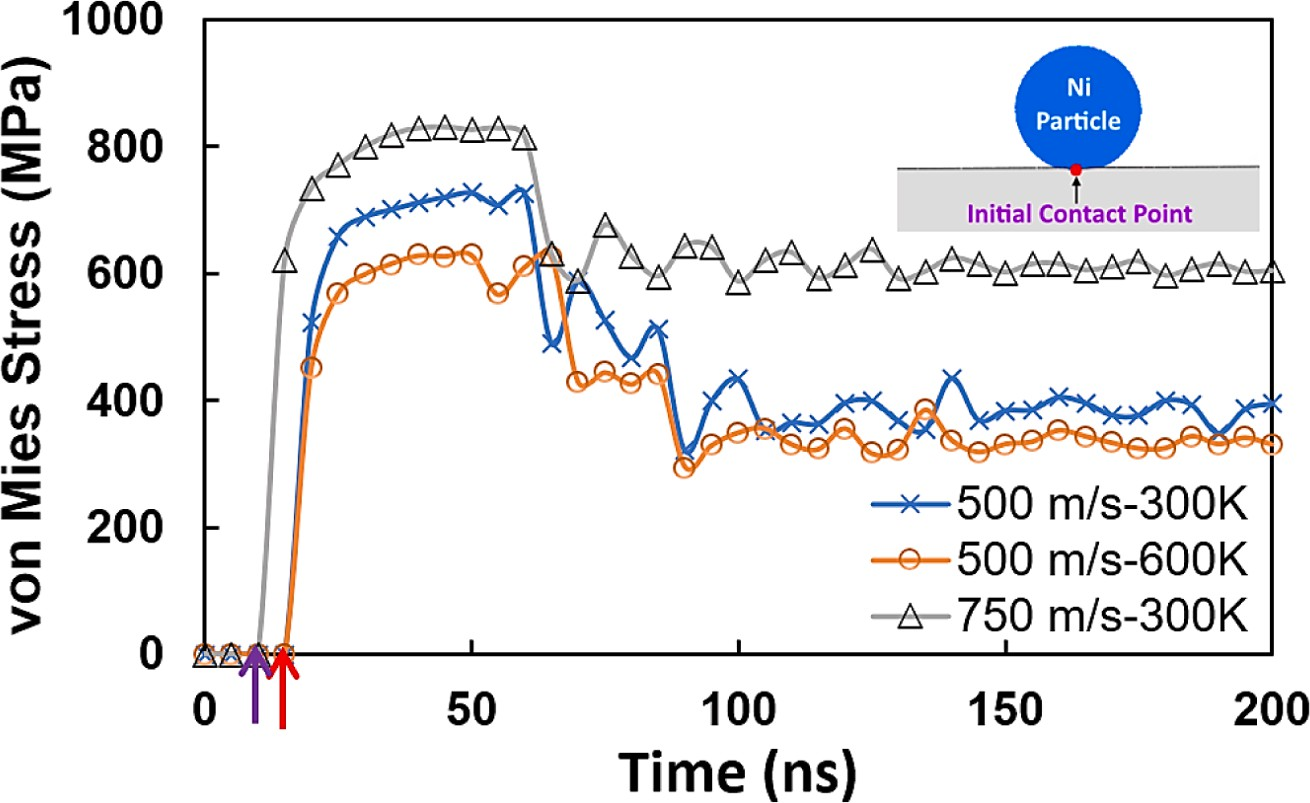 von Mies Stress (MPa)
1000
800
600
400
200
0
Ni
Particle
Initial Contact Point
500 m/s-300K
500 m/s-600K
750 m/s-300K
0 50 100 150 200
Time (ns)